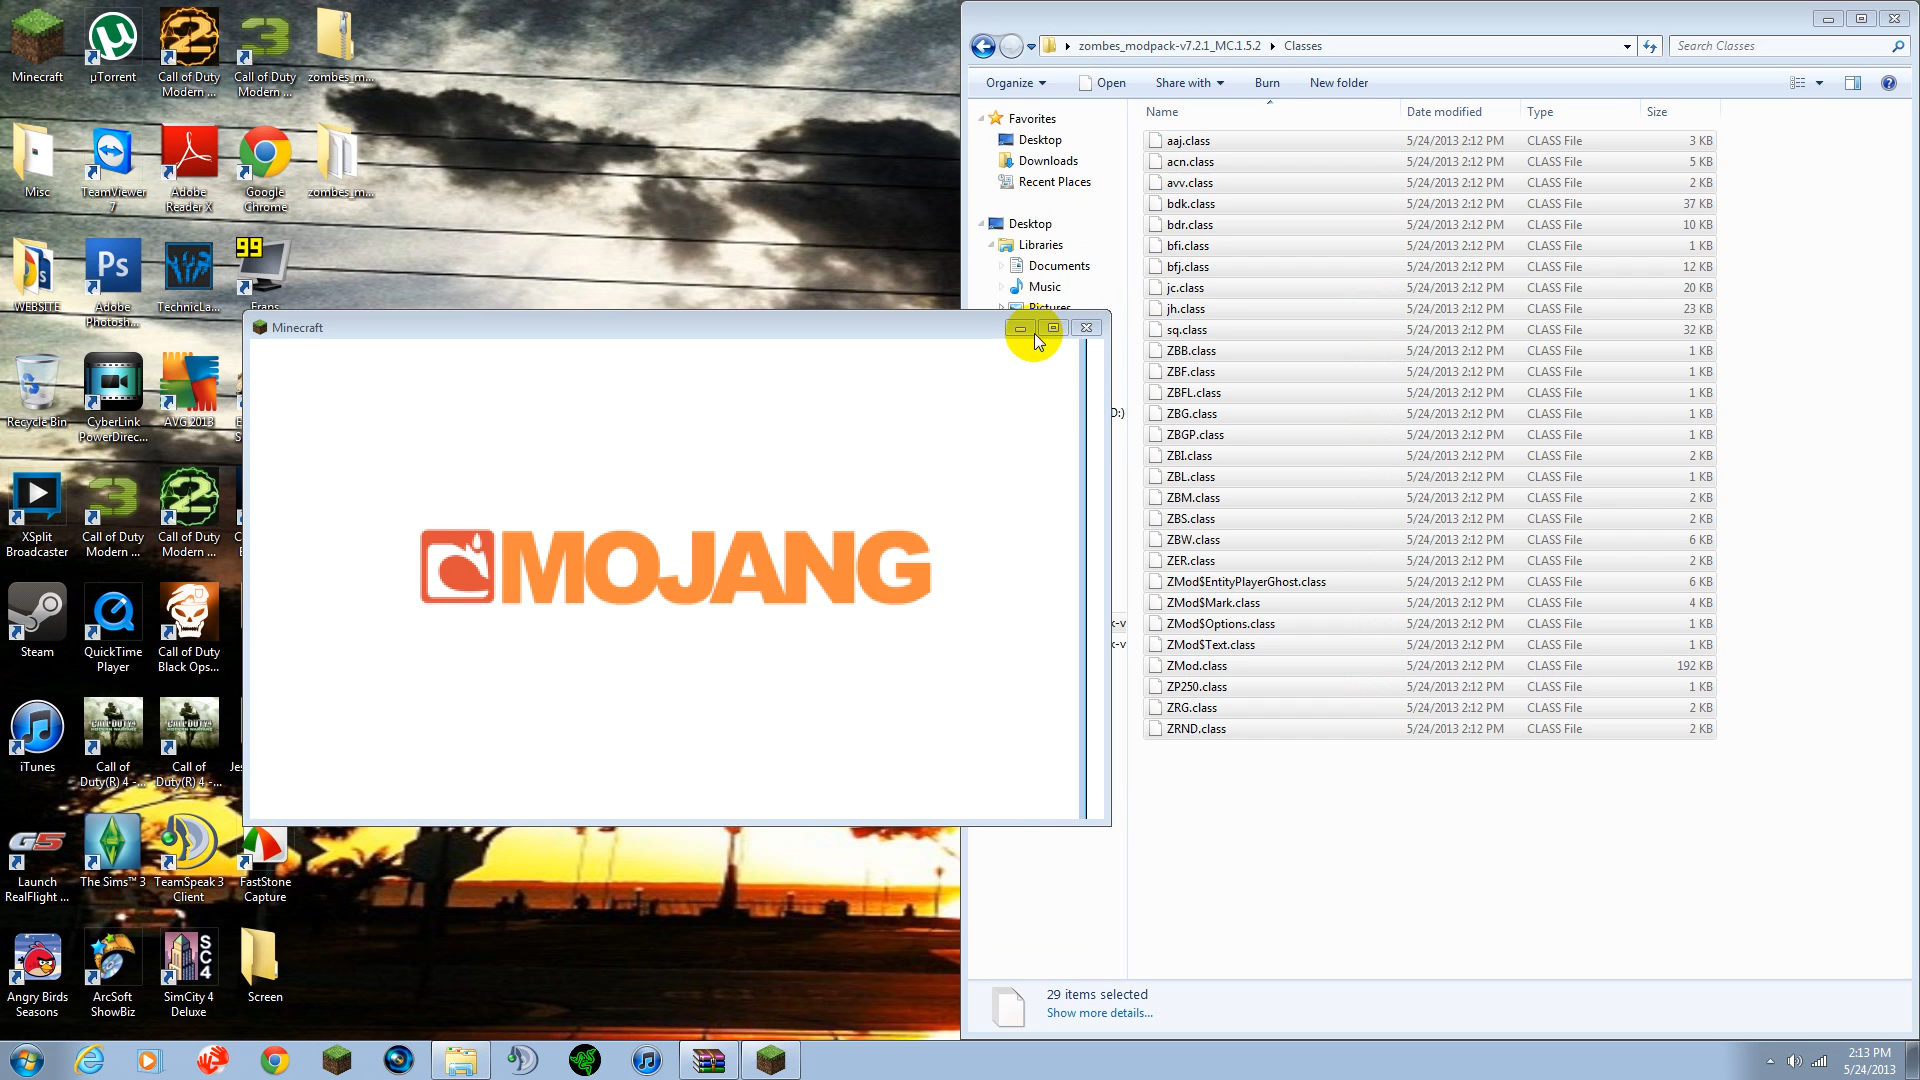 Minecraft
µTorrent
Call of Duty
Modern ...
Call of Duty
Modern ...
zombes_m...
Misc
TeamViewer
7
Adobe
Reader X
Google
Chrome
zombes_m...
WEBSITE
Ps
Adobe
Photosh...
TechnicLa...
99
Fraps
Recycle Bin
CyberLink
PowerDirec...
AVG 2013
XSplit
Broadcaster
Call of Duty
Modern ...
Call of Duty
Modern ...
Steam
QuickTime
Player
Call of Duty
Black Ops...
iTunes
Call of
Duty(R) 4 -...
Call of
Duty(R) 4 -...
Launch
RealFlight ...
The Sims™ 3
TeamSpeak 3
Client
FastStone
Capture
Angry Birds
Seasons
ArcSoft
ShowBiz
SimCity 4
Deluxe
Screen
Minecraft
MOJANG
zombes_modpack-v7.2.1_MC.1.5.2
Classes
Search Classes
Organize
Open
Share with
Burn
New folder
Favorites
Desktop
Downloads
Recent Places
Desktop
Libraries
Documents
Music
Pictures
D:)
k-v
k-v
Name Date modified Type Size
aaj.class 5/24/2013 2:12 PM CLASS File 3 KB
acn.class 5/24/2013 2:12 PM CLASS File 5 KB
avv.class 5/24/2013 2:12 PM CLASS File 2 KB
bdk.class 5/24/2013 2:12 PM CLASS File 37 KB
bdr.class 5/24/2013 2:12 PM CLASS File 10 KB
bfi.class 5/24/2013 2:12 PM CLASS File 1 KB
bfj.class 5/24/2013 2:12 PM CLASS File 12 KB
jc.class 5/24/2013 2:12 PM CLASS File 20 KB
jh.class 5/24/2013 2:12 PM CLASS File 23 KB
sq.class 5/24/2013 2:12 PM CLASS File 32 KB
ZBB.class 5/24/2013 2:12 PM CLASS File 1 KB
ZBF.class 5/24/2013 2:12 PM CLASS File 1 KB
ZBFL.class 5/24/2013 2:12 PM CLASS File 1 KB
ZBG.class 5/24/2013 2:12 PM CLASS File 1 KB
ZBGP.class 5/24/2013 2:12 PM CLASS File 1 KB
ZBI.class 5/24/2013 2:12 PM CLASS File 2 KB
ZBL.class 5/24/2013 2:12 PM CLASS File 1 KB
ZBM.class 5/24/2013 2:12 PM CLASS File 2 KB
ZBS.class 5/24/2013 2:12 PM CLASS File 2 KB
ZBW.class 5/24/2013 2:12 PM CLASS File 6 KB
ZER.class 5/24/2013 2:12 PM CLASS File 2 KB
ZMod$EntityPlayerGhost.class 5/24/2013 2:12 PM CLASS File 6 KB
ZMod$Mark.class 5/24/2013 2:12 PM CLASS File 4 KB
ZMod$Options.class 5/24/2013 2:12 PM CLASS File 1 KB
ZMod$Text.class 5/24/2013 2:12 PM CLASS File 1 KB
ZMod.class 5/24/2013 2:12 PM CLASS File 192 KB
ZP250.class 5/24/2013 2:12 PM CLASS File 1 KB
ZRG.class 5/24/2013 2:12 PM CLASS File 2 KB
ZRND.class 5/24/2013 2:12 PM CLASS File 2 KB
29 items selected
Show more details...
2:13 PM
5/24/2013